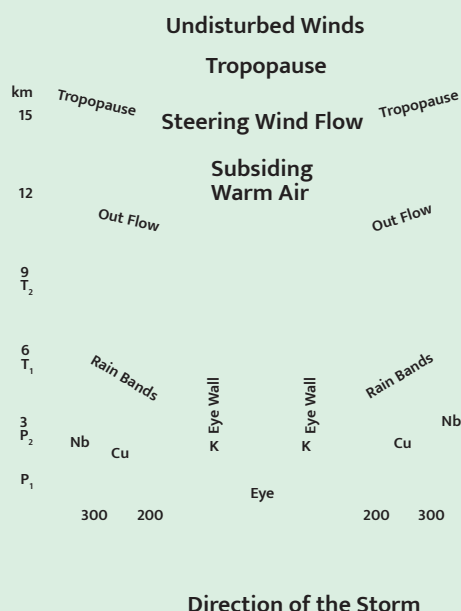 Undisturbed Winds
Tropopause
km
Tropopause
Tropopause
15
Steering Wind Flow
Subsiding
Warm Air
12
Out Flow
Out Flow
9
T₂
6
T₁
Rain Bands
Rain Bands
Eye Wall
Eye Wall
3
P₂
Nb
Cu
K
K
Cu
Nb
P₁
Eye
300
200
200
300
Direction of the Storm